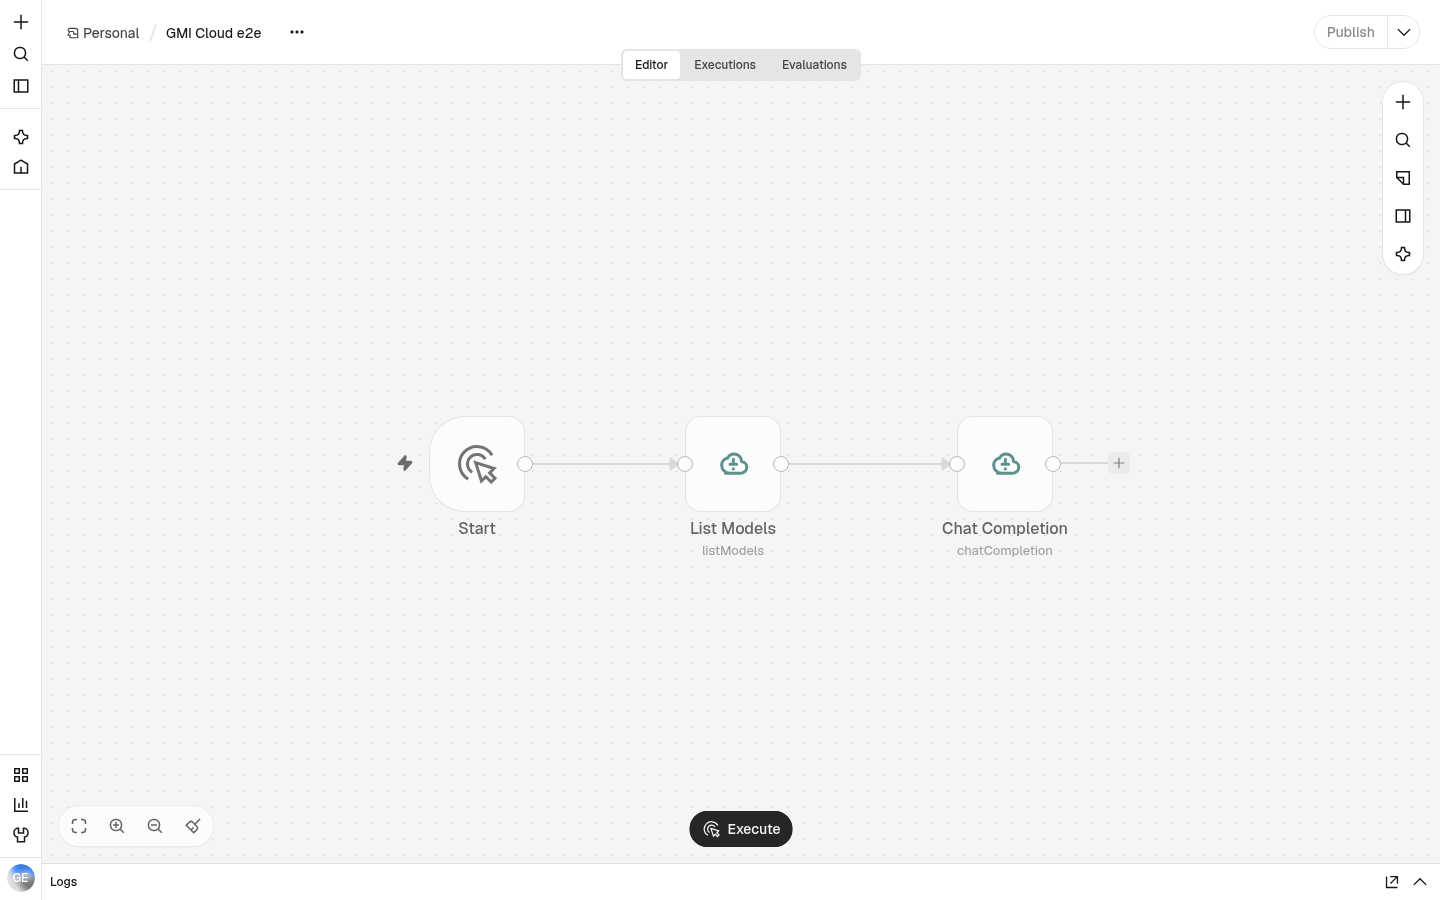 Personal / GMI Cloud e2e
Publish
Editor Executions Evaluations
Start
List Models
listModels
Chat Completion
chatCompletion
Execute
GE
Logs